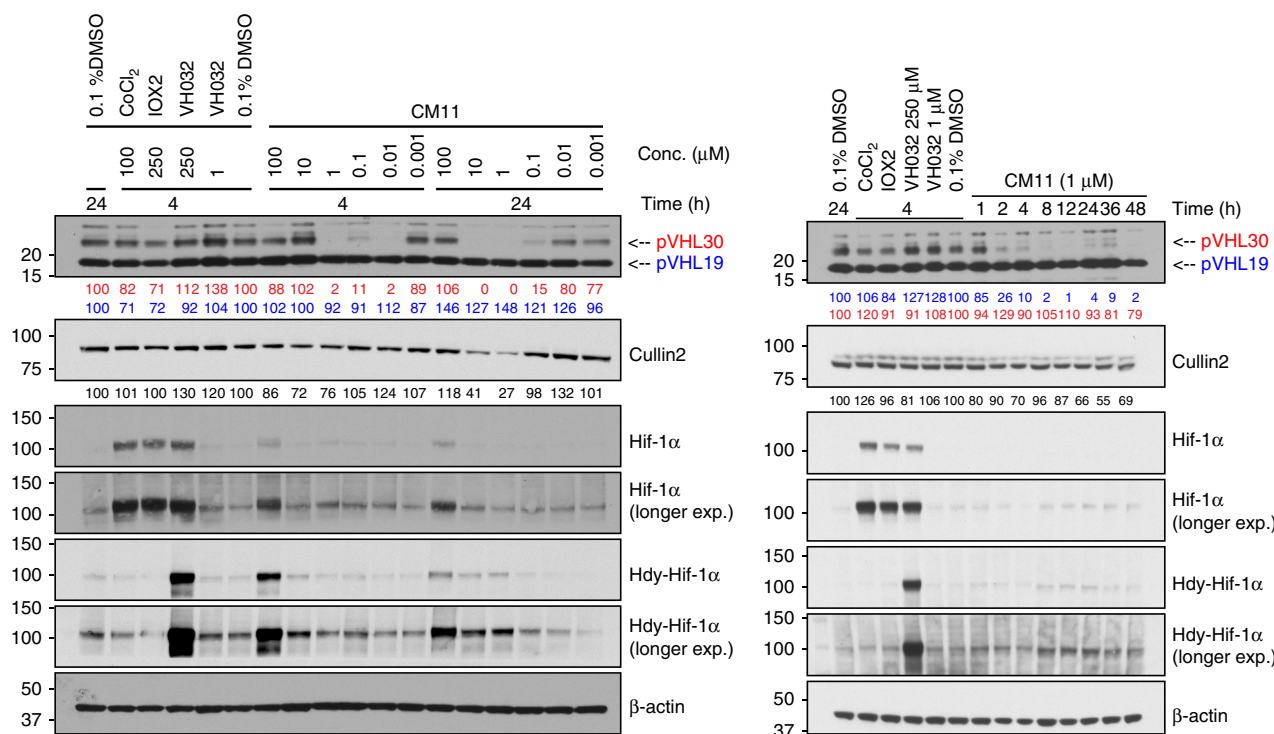 0.1 %DMSO CoCl2 IOX2 VH032 VH032 0.1% DMSO
CM11
100 250 250 1 100 10 1 0.1 0.01 0.001 100 10 1 0.1 0.01 0.001 Conc. (μM)
24 4 4 24 Time (h)
20 <-- pVHL30
15 <-- pVHL19
100 82 71 112 138 100 88 102 2 11 2 89 106 0 0 15 80 77
100 71 72 92 104 100 102 100 92 91 112 87 146 127 148 121 126 96
100 Cullin2
75
100 101 100 130 120 100 86 72 76 105 124 107 118 41 27 98 132 101
150
100 Hif-1α
150 Hif-1α
100 (longer exp.)
150
100 Hdy-Hif-1α
150 Hdy-Hif-1α
100 (longer exp.)
50 β-actin
37
0.1% DMSO CoCl2 IOX2 VH032 250 μM VH032 1 μM 0.1% DMSO
CM11 (1 μM)
24 4 1 2 4 8 12 24 36 48 Time (h)
20 <-- pVHL30
15 <-- pVHL19
100 106 84 127 128 100 85 26 10 2 1 4 9 2
100 120 91 91 108 100 94 129 90 105 110 93 81 79
100 Cullin2
75
100 126 96 81 106 100 80 90 70 96 87 66 55 69
100 Hif-1α
100 Hif-1α
(longer exp.)
150
100 Hdy-Hif-1α
150 Hdy-Hif-1α
100 (longer exp.)
50 β-actin
37